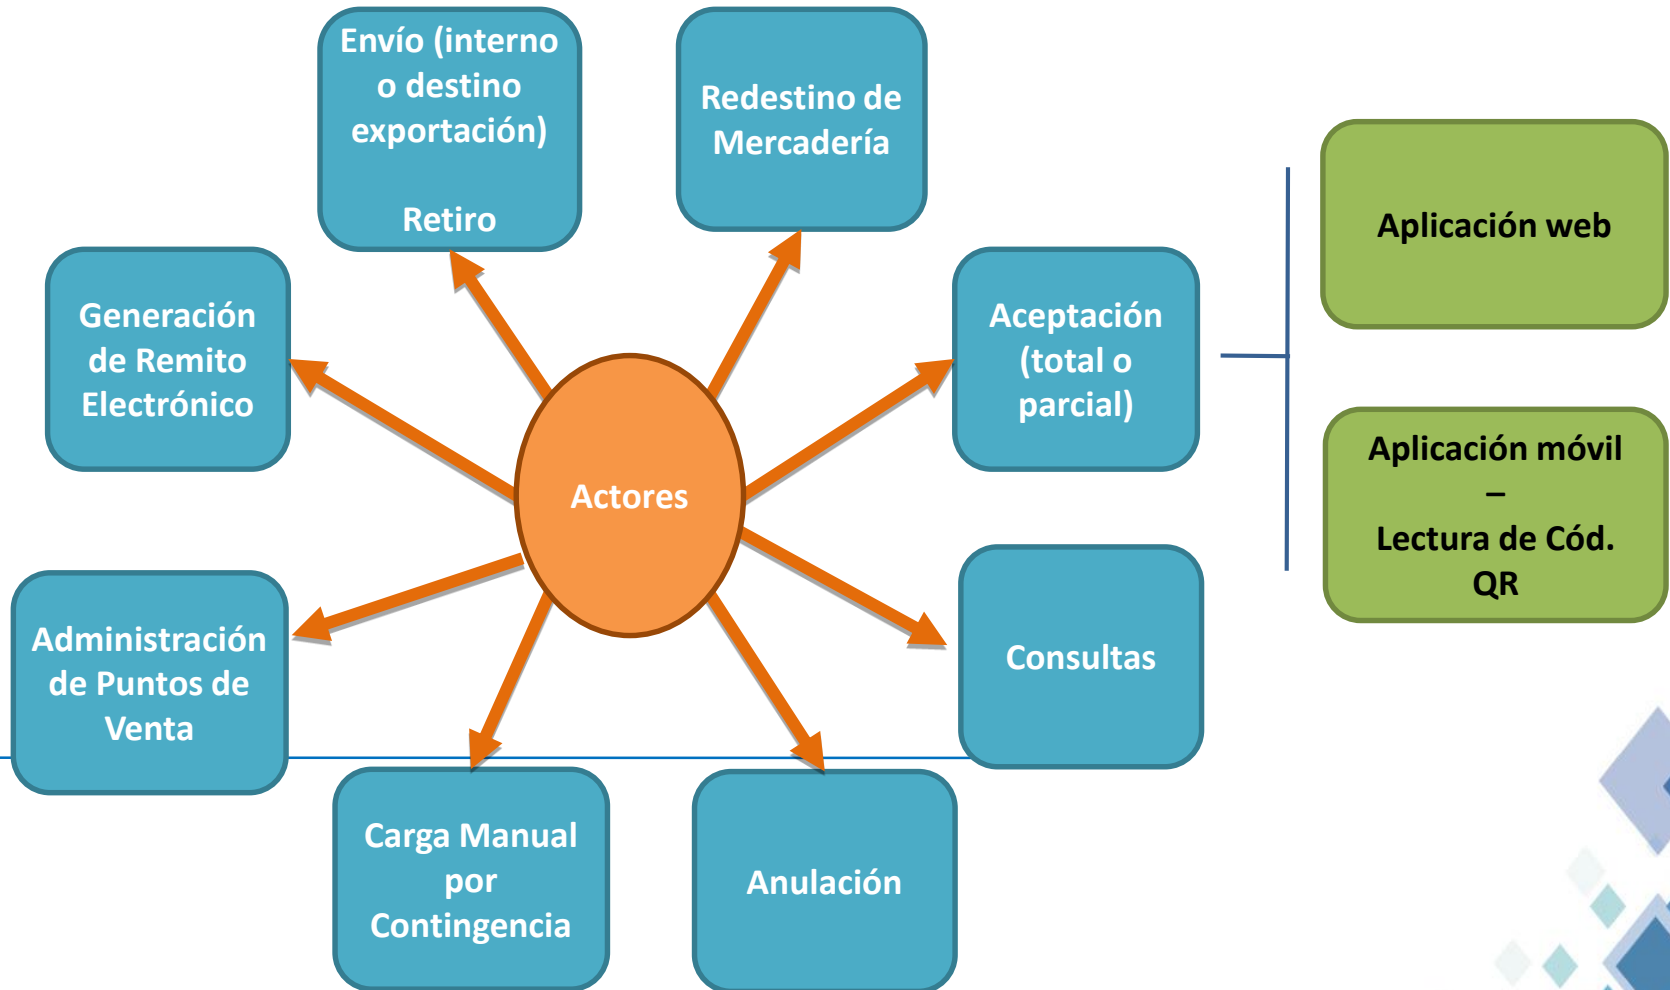 Envío (interno
o destino
exportación)
Retiro
Redestino de
Mercadería
Aplicación web
Generación
de Remito
Electrónico
Aceptación
(total o
parcial)
Actores
Aplicación móvil
–
Lectura de Cód.
QR
Administración
de Puntos de
Venta
Consultas
Carga Manual
por
Contingencia
Anulación